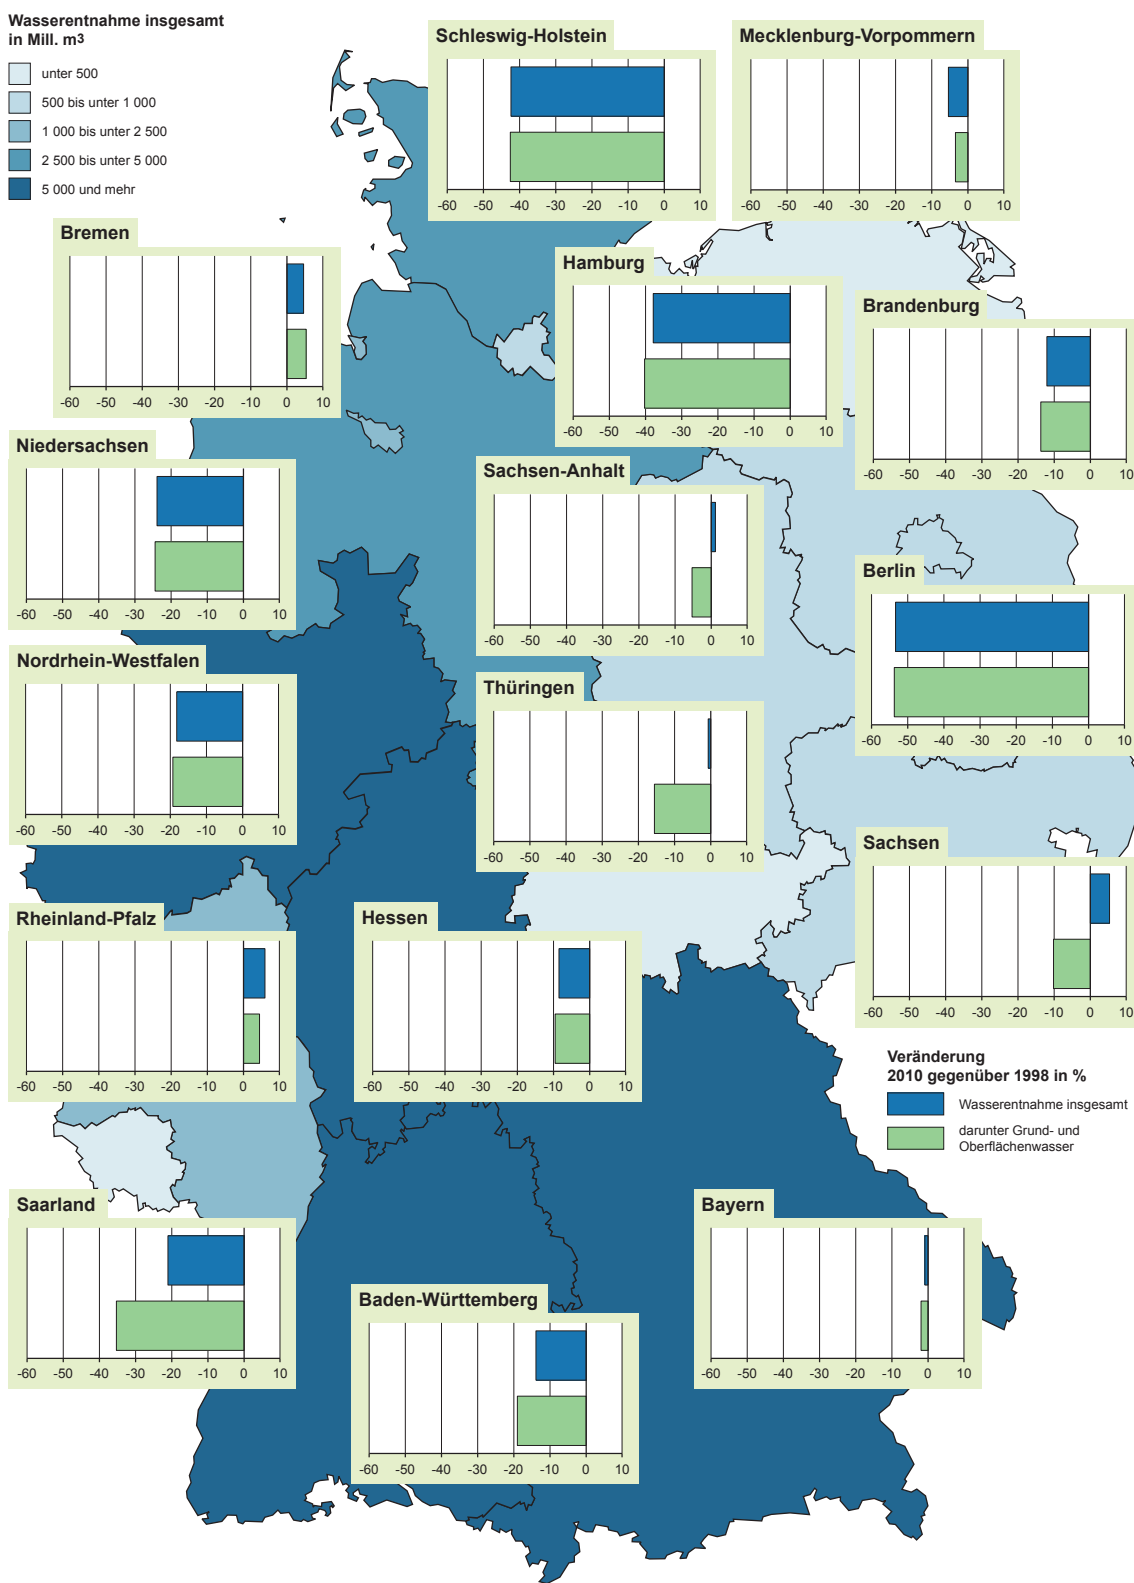 Wasserentnahme insgesamt
in Mill. m³
unter 500
500 bis unter 1 000
1 000 bis unter 2 500
2 500 bis unter 5 000
5 000 und mehr
Schleswig-Holstein
-60 -50 -40 -30 -20 -10 0 10
Mecklenburg-Vorpommern
-60 -50 -40 -30 -20 -10 0 10
Bremen
-60 -50 -40 -30 -20 -10 0 10
Hamburg
-60 -50 -40 -30 -20 -10 0 10
Brandenburg
-60 -50 -40 -30 -20 -10 0 10
Niedersachsen
-60 -50 -40 -30 -20 -10 0 10
Sachsen-Anhalt
-60 -50 -40 -30 -20 -10 0 10
Berlin
-60 -50 -40 -30 -20 -10 0 10
Nordrhein-Westfalen
-60 -50 -40 -30 -20 -10 0 10
Thüringen
-60 -50 -40 -30 -20 -10 0 10
Sachsen
-60 -50 -40 -30 -20 -10 0 10
Rheinland-Pfalz
-60 -50 -40 -30 -20 -10 0 10
Hessen
-60 -50 -40 -30 -20 -10 0 10
Veränderung
2010 gegenüber 1998 in %
Wasserentnahme insgesamt
darunter Grund- und
Oberflächenwasser
Saarland
-60 -50 -40 -30 -20 -10 0 10
Bayern
-60 -50 -40 -30 -20 -10 0 10
Baden-Württemberg
-60 -50 -40 -30 -20 -10 0 10